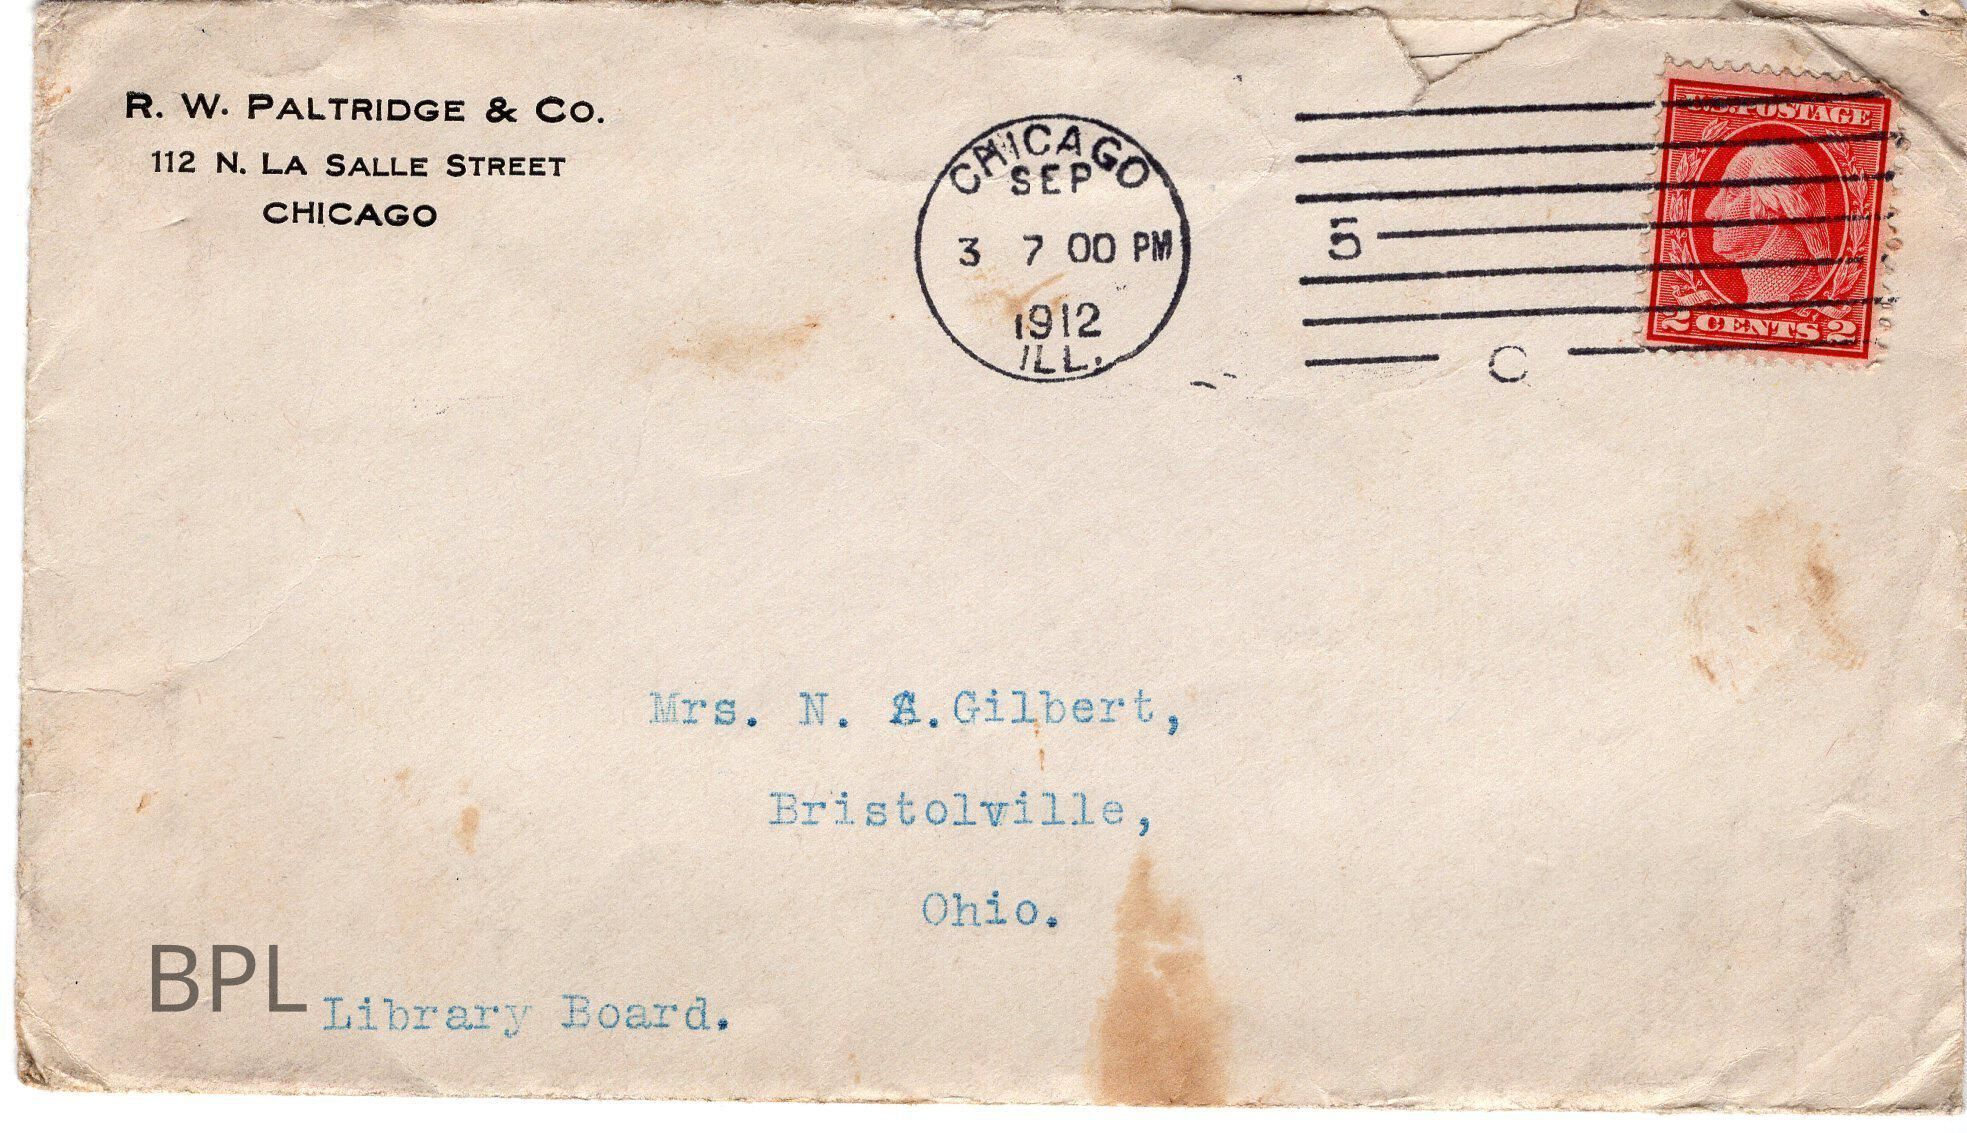 R. W. PALTRIDGE & CO.
112 N. LA SALLE STREET
CHICAGO
CHICAGO
SEP
3 7 00 PM
1912
ILL.
5
C
U.S. POSTAGE
2 CENTS 2
Mrs. N. A. Gilbert,
Bristolville,
Ohio.
BPL
Library Board.